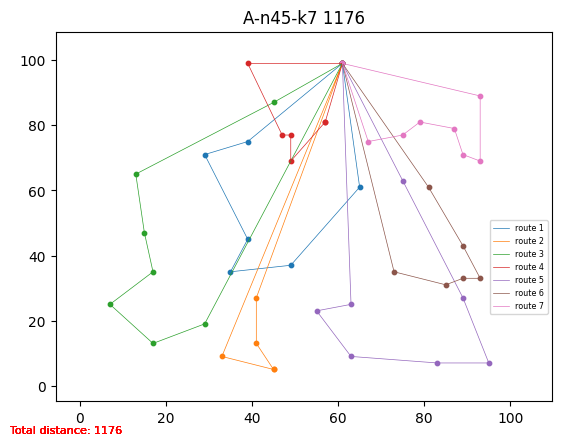 A-n45-k7 1176
100
80
60
40
20
0
0 20 40 60 80 100
route 1
route 2
route 3
route 4
route 5
route 6
route 7
Total distance: 1176